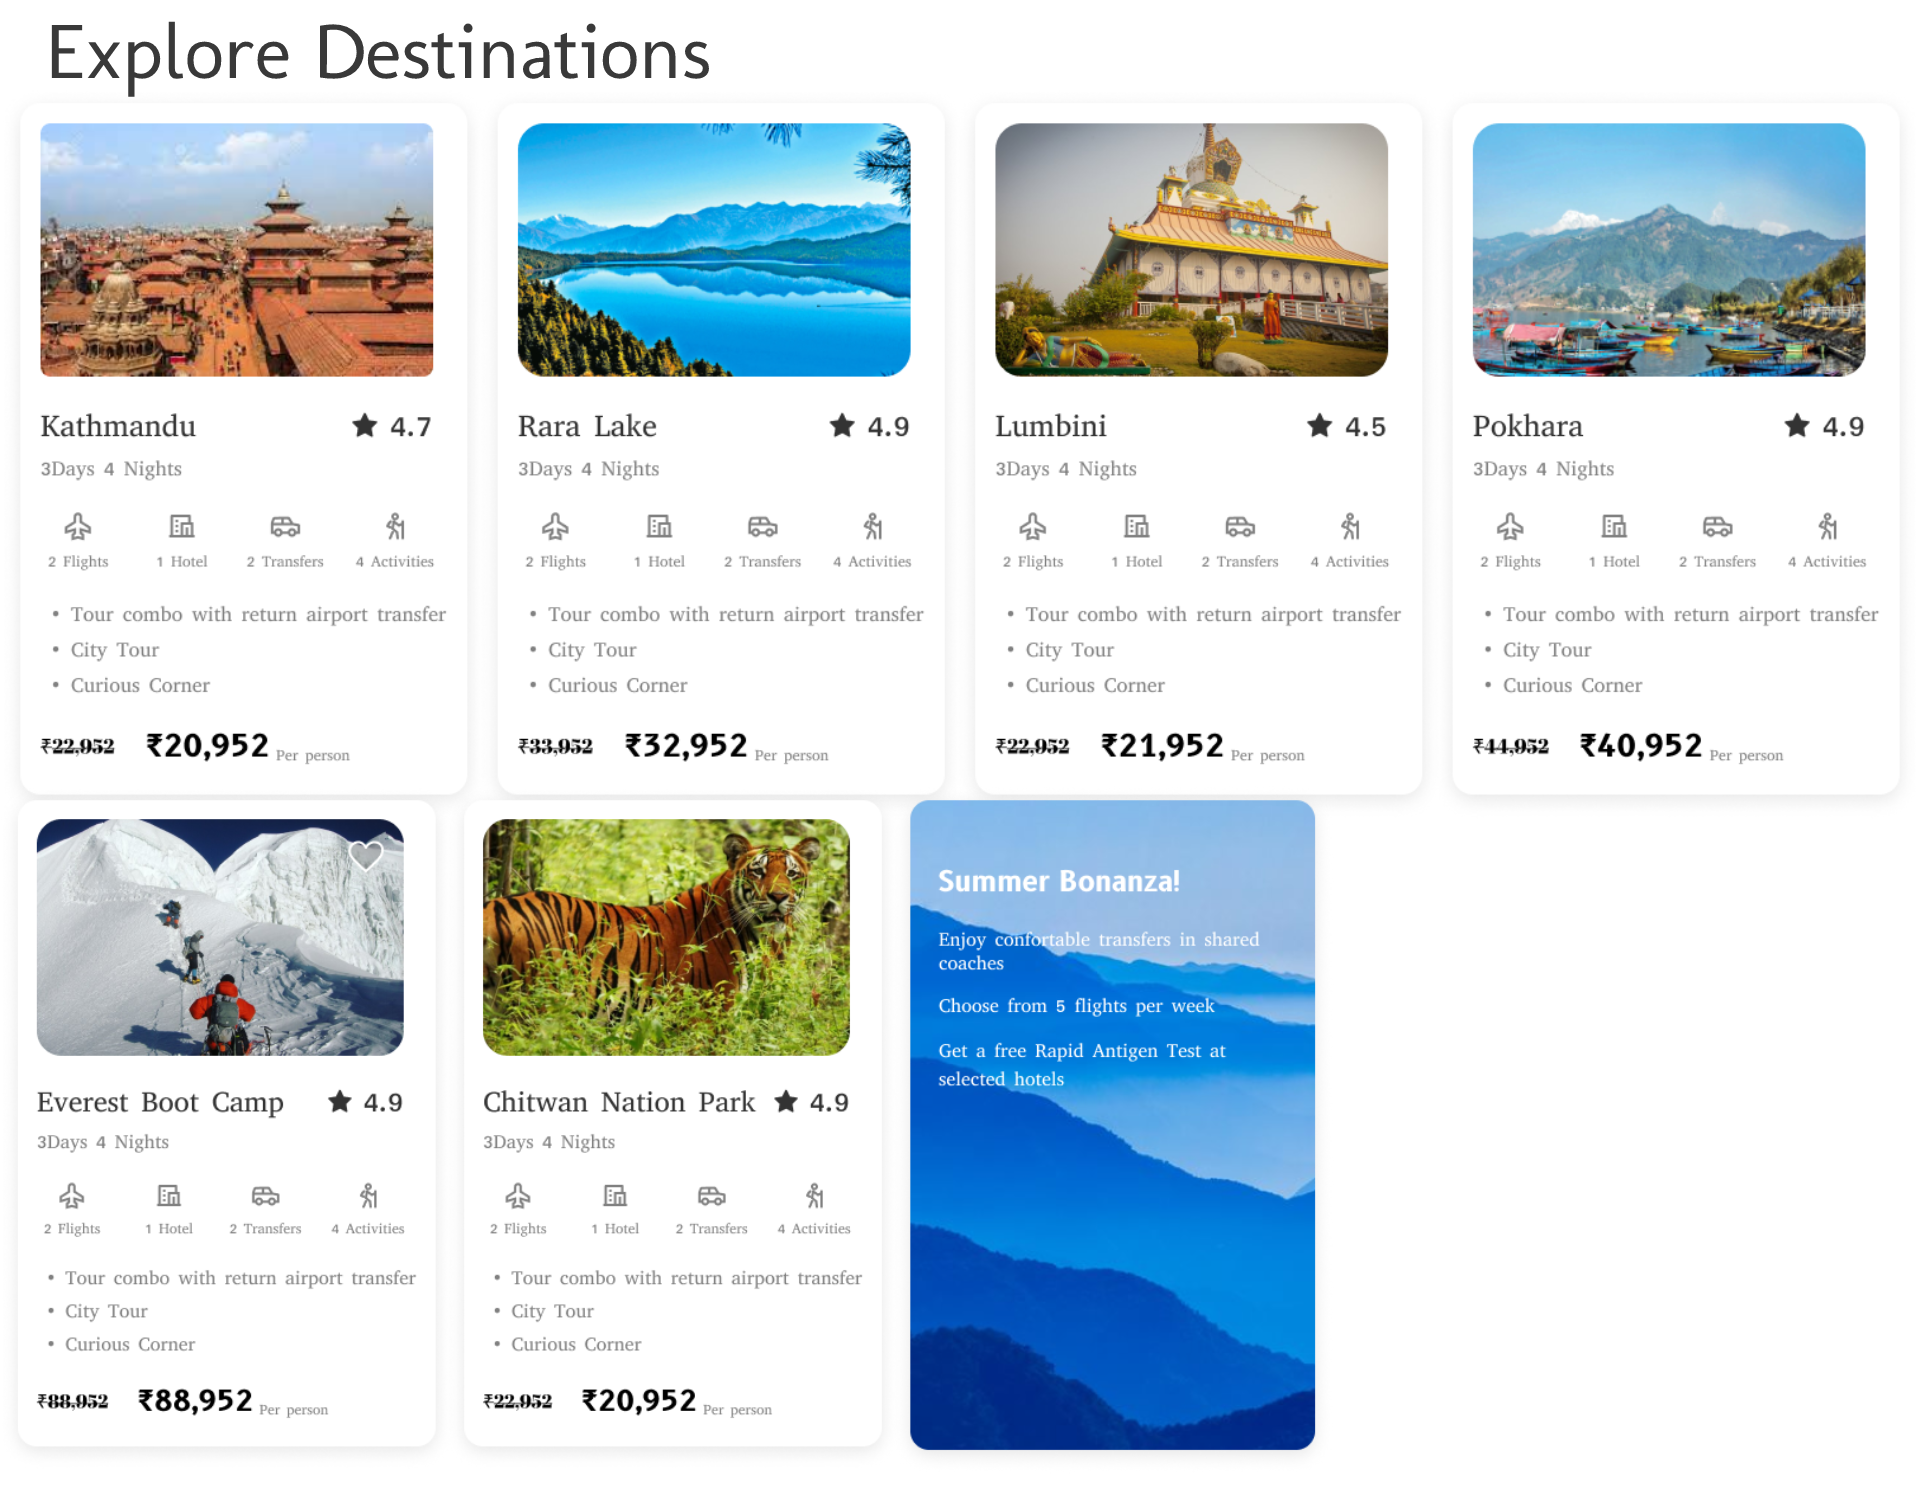 Explore Destinations
Kathmandu ★ 4.7
3Days 4 Nights
2 Flights 1 Hotel 2 Transfers 4 Activities
• Tour combo with return airport transfer
• City Tour
• Curious Corner
₹22,952 ₹20,952 Per person
Rara Lake ★ 4.9
3Days 4 Nights
2 Flights 1 Hotel 2 Transfers 4 Activities
• Tour combo with return airport transfer
• City Tour
• Curious Corner
₹33,952 ₹32,952 Per person
Lumbini ★ 4.5
3Days 4 Nights
2 Flights 1 Hotel 2 Transfers 4 Activities
• Tour combo with return airport transfer
• City Tour
• Curious Corner
₹22,952 ₹21,952 Per person
Pokhara ★ 4.9
3Days 4 Nights
2 Flights 1 Hotel 2 Transfers 4 Activities
• Tour combo with return airport transfer
• City Tour
• Curious Corner
₹44,952 ₹40,952 Per person
Everest Boot Camp ★ 4.9
3Days 4 Nights
2 Flights 1 Hotel 2 Transfers 4 Activities
• Tour combo with return airport transfer
• City Tour
• Curious Corner
₹88,952 ₹88,952 Per person
Chitwan Nation Park ★ 4.9
3Days 4 Nights
2 Flights 1 Hotel 2 Transfers 4 Activities
• Tour combo with return airport transfer
• City Tour
• Curious Corner
₹22,952 ₹20,952 Per person
Summer Bonanza!
Enjoy confortable transfers in shared
coaches
Choose from 5 flights per week
Get a free Rapid Antigen Test at
selected hotels